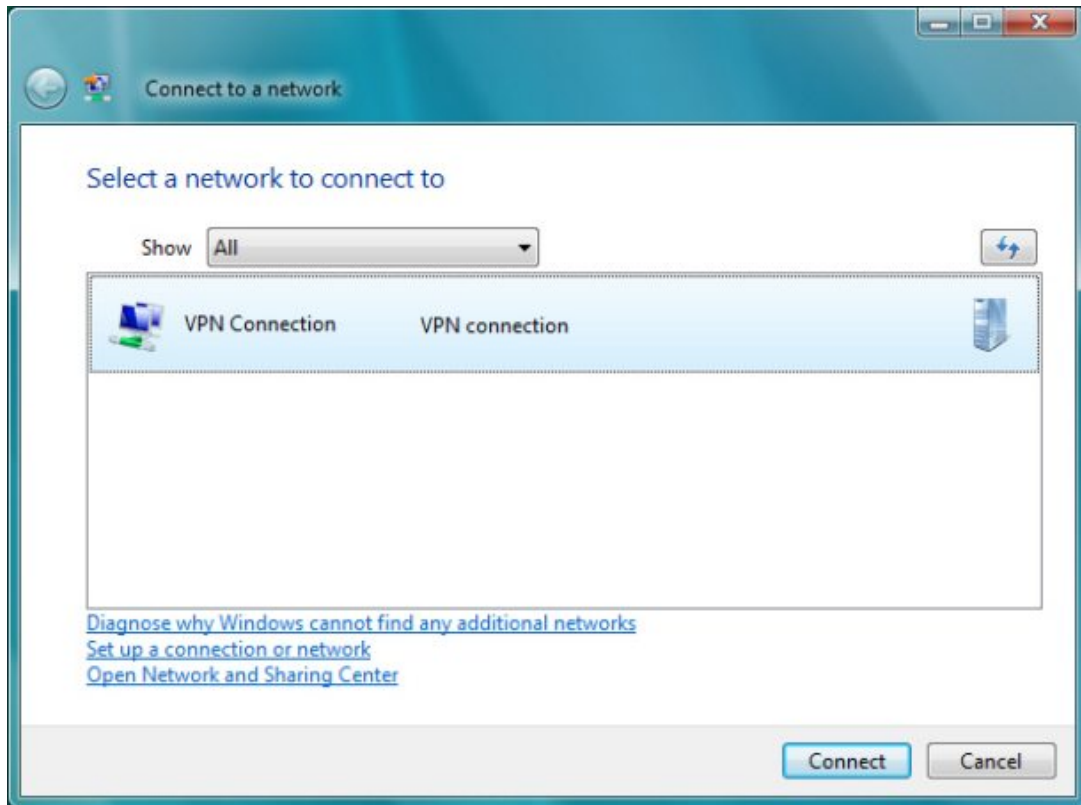 Connect to a network
Select a network to connect to
Show All
VPN Connection VPN connection
Diagnose why Windows cannot find any additional networks
Set up a connection or network
Open Network and Sharing Center
Connect Cancel